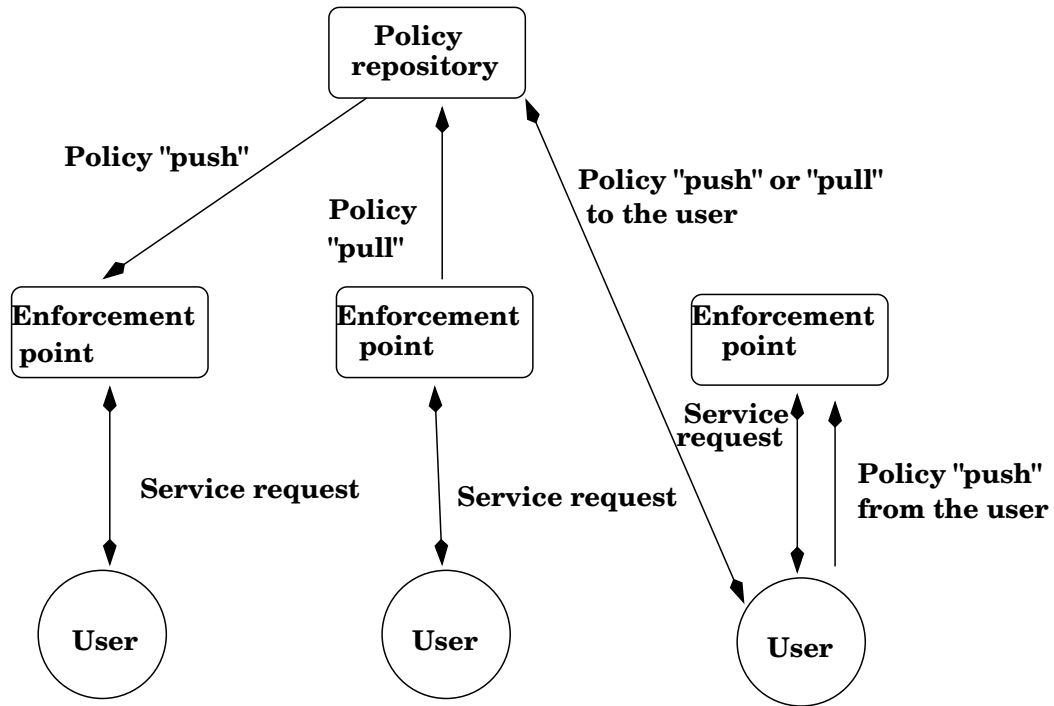 Policy
repository
Policy "push"
Policy
"pull"
Policy "push" or "pull"
to the user
Enforcement
point
Enforcement
point
Enforcement
point
Service request
Service request
Service
request
Policy "push"
from the user
User
User
User